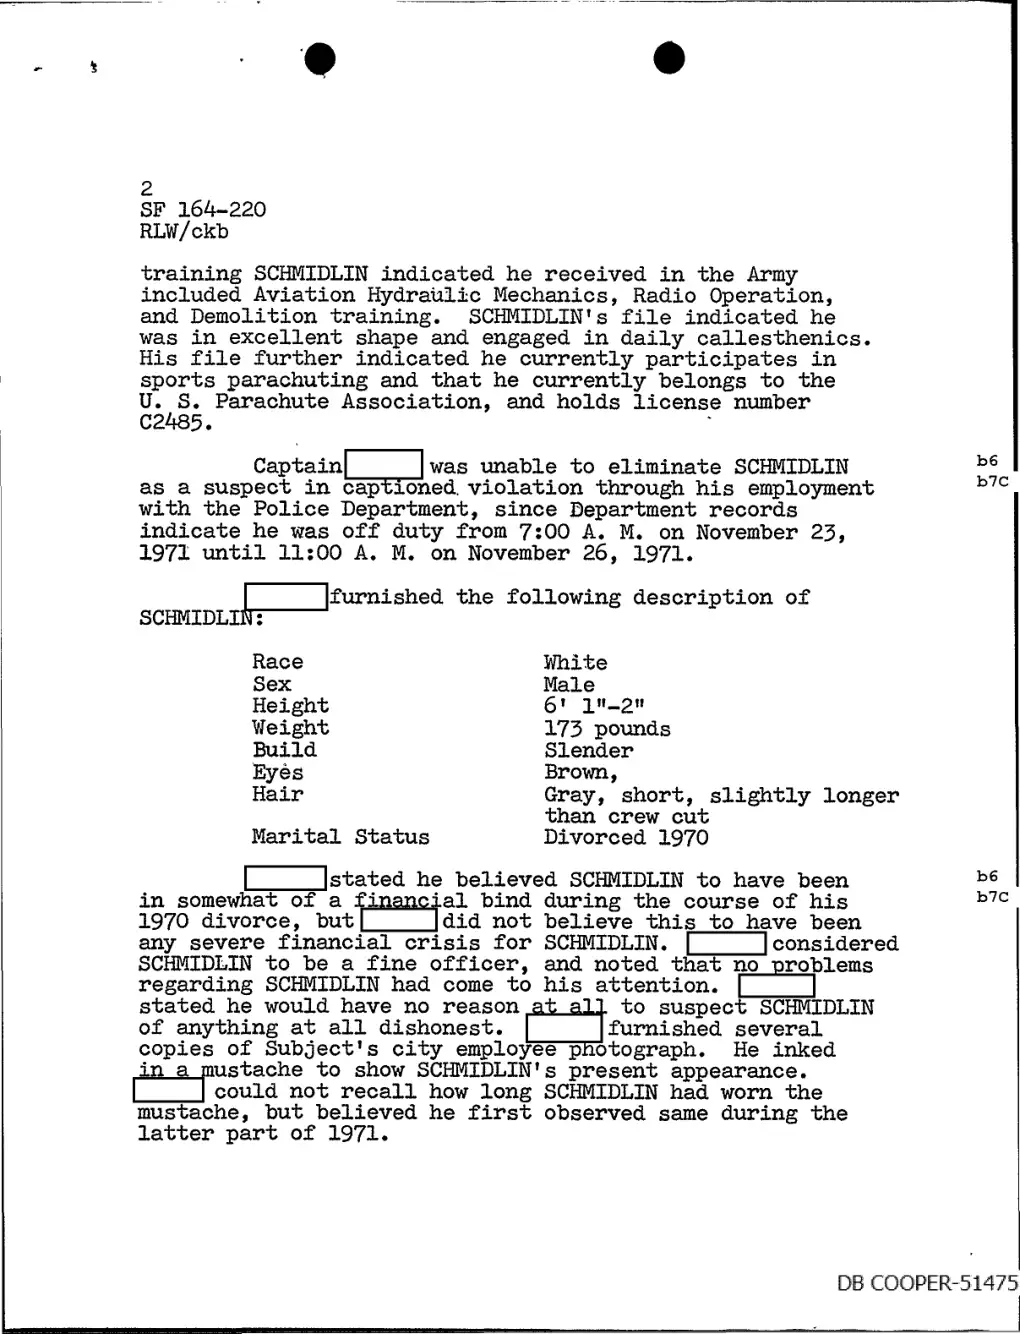 2
SF 164-220
RLW/ckb
training SCHMIDLIN indicated he received in the Army
included Aviation Hydraulic Mechanics, Radio Operation,
and Demolition training. SCHMIDLIN's file indicated he
was in excellent shape and engaged in daily callesthenics.
His file further indicated he currently participates in
sports parachuting and that he currently belongs to the
U. S. Parachute Association, and holds license number
C2485.
Captain was unable to eliminate SCHMIDLIN
b6
as a suspect in captioned violation through his employment
b7C
with the Police Department, since Department records
indicate he was off duty from 7:00 A. M. on November 23,
1971 until 11:00 A. M. on November 26, 1971.
furnished the following description of
SCHMIDLIN:
Race White
Sex Male
Height 6' 1"-2"
Weight 173 pounds
Build Slender
Eyes Brown,
Hair Gray, short, slightly longer
than crew cut
Marital Status Divorced 1970
stated he believed SCHMIDLIN to have been
b6
in somewhat of a financial bind during the course of his
b7C
1970 divorce, but did not believe this to have been
any severe financial crisis for SCHMIDLIN. considered
SCHMIDLIN to be a fine officer, and noted that no problems
regarding SCHMIDLIN had come to his attention.
stated he would have no reason at all to suspect SCHMIDLIN
of anything at all dishonest. furnished several
copies of Subject's city employee photograph. He inked
in a mustache to show SCHMIDLIN's present appearance.
could not recall how long SCHMIDLIN had worn the
mustache, but believed he first observed same during the
latter part of 1971.
DB COOPER-51475